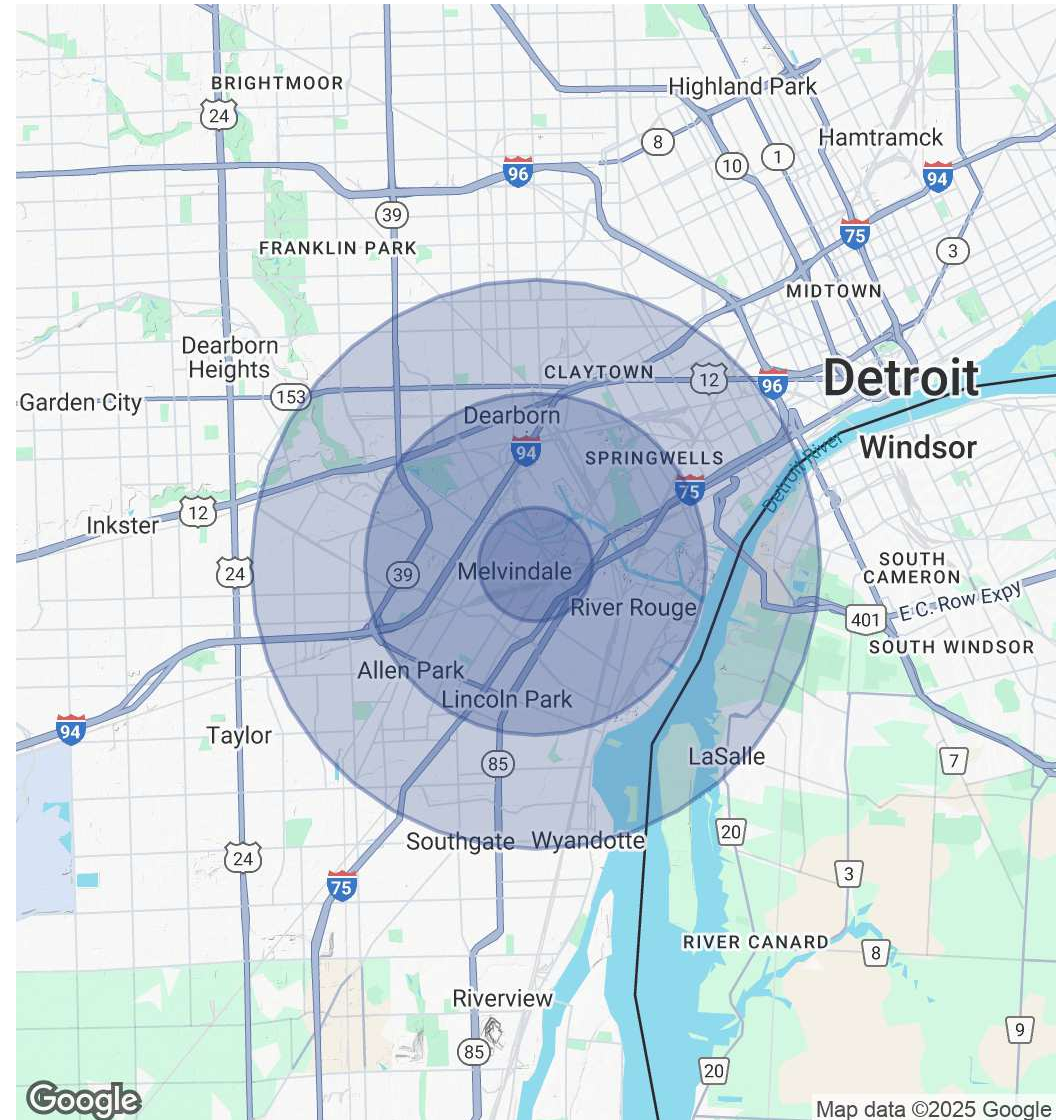 BRIGHTMOOR
24
Highland Park
8
Hamtramck
10
1
96
94
39
75
FRANKLIN PARK
3
MIDTOWN
Dearborn
Heights
CLAYTOWN
12
96
Detroit
153
Garden City
Dearborn
Windsor
94
SPRINGWELLS
75
Detroit River
12
Inkster
24
39
Melvindale
SOUTH
CAMERON
River Rouge
E C. Row Expy
401
SOUTH WINDSOR
Allen Park
Lincoln Park
94
Taylor
85
LaSalle
7
20
Southgate
Wyandotte
24
75
3
RIVER CANARD
8
Riverview
85
9
20
Google
Map data ©2025 Google